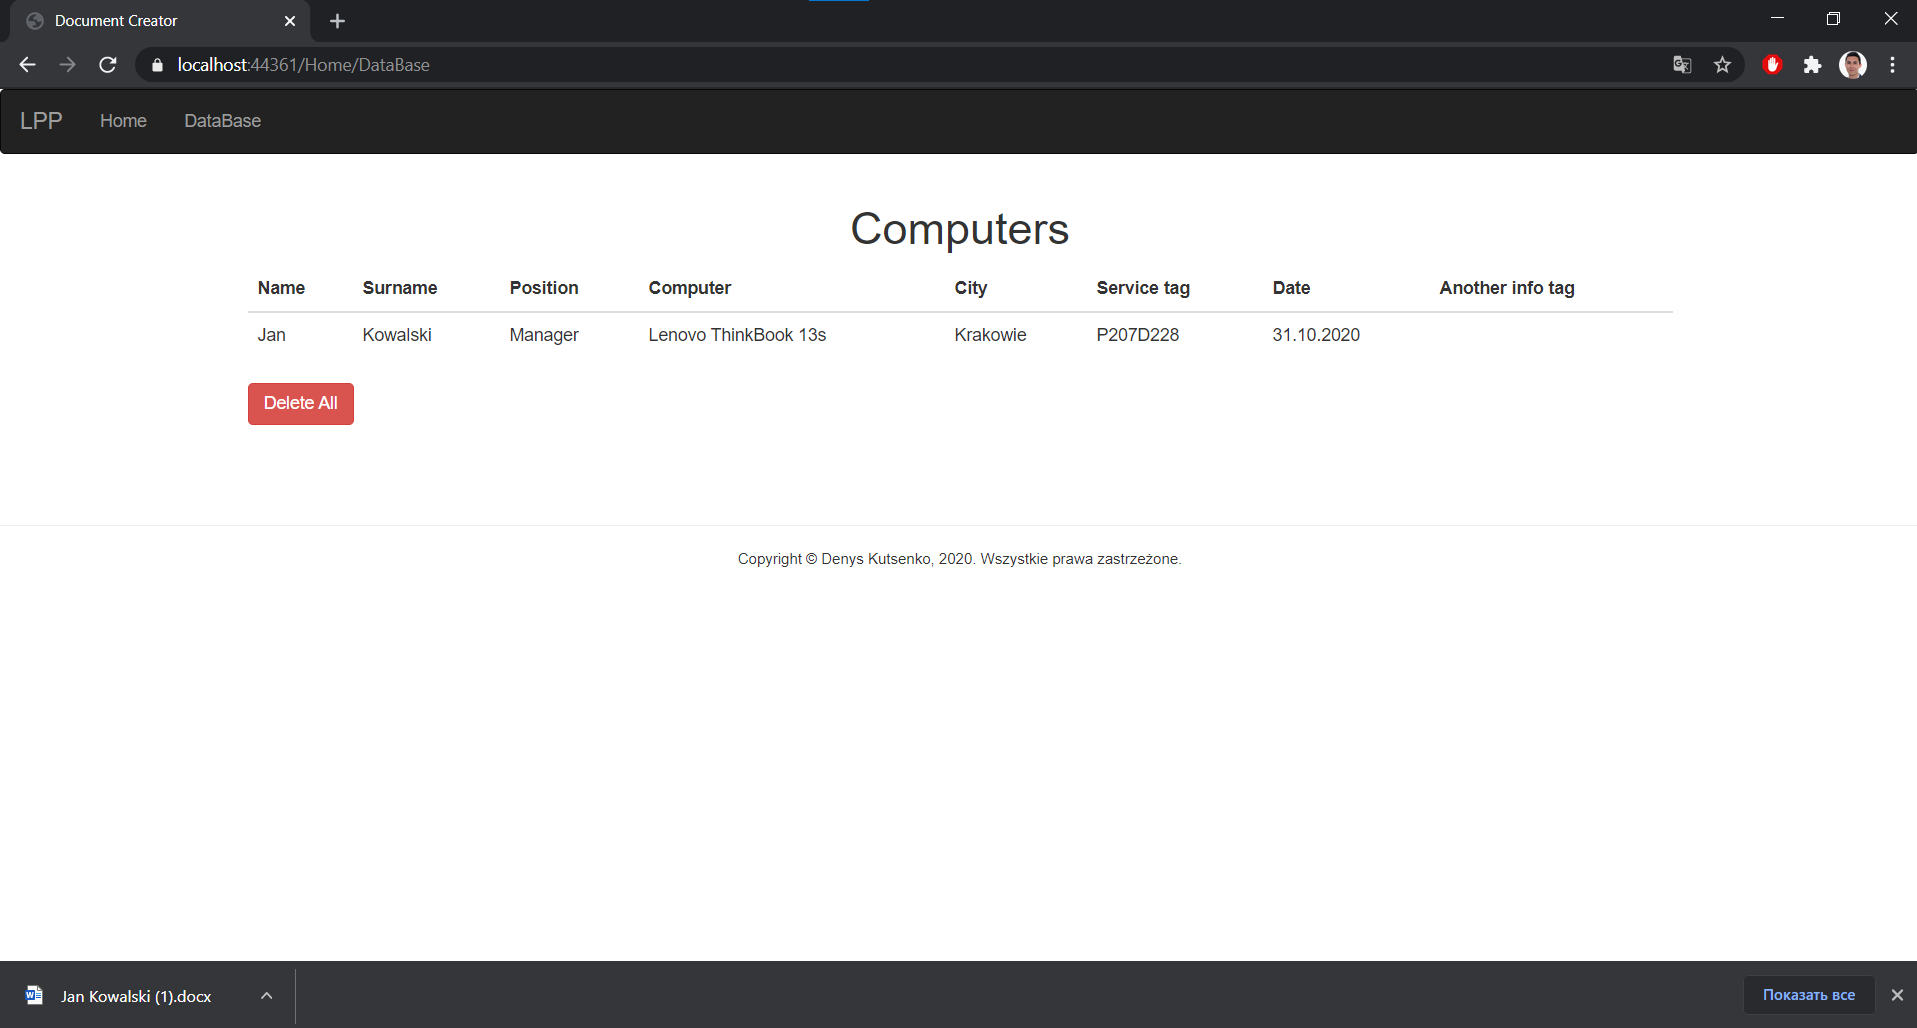 Document Creator
localhost:44361/Home/DataBase
LPP Home DataBase
Computers
Name Surname Position Computer City Service tag Date Another info tag
Jan Kowalski Manager Lenovo ThinkBook 13s Krakowie P207D228 31.10.2020
Delete All
Copyright © Denys Kutsenko, 2020. Wszystkie prawa zastrzeżone.
Jan Kowalski (1).docx
Показать все